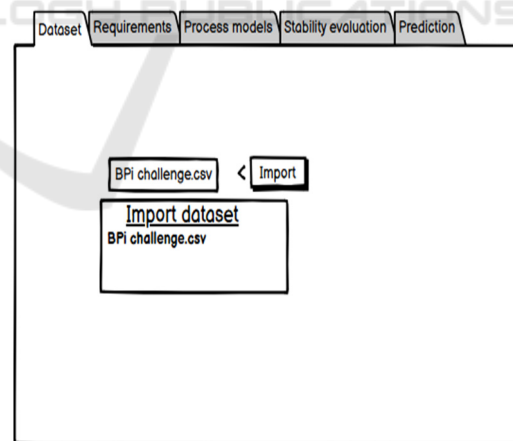 Dataset Requirements Process models Stability evaluation Prediction
BPi challenge.csv < Import
Import dataset
BPi challenge.csv